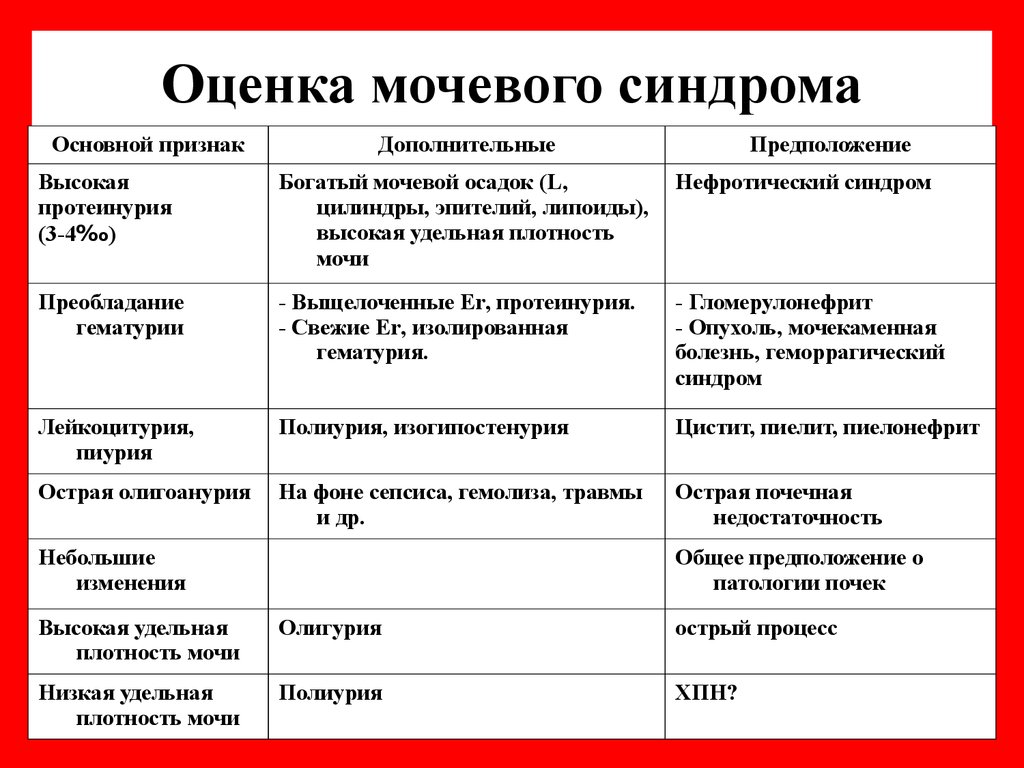 Оценка мочевого синдрома
Основной признак
Дополнительные
Предположение
Высокая
протеинурия
(3-4‰)
Богатый мочевой осадок (L,
цилиндры, эпителий, липоиды),
высокая удельная плотность
мочи
Нефротический синдром
Преобладание
гематурии
- Выщелоченные Er, протеинурия.
- Свежие Er, изолированная
гематурия.
- Гломерулонефрит
- Опухоль, мочекаменная
болезнь, геморрагический
синдром
Лейкоцитурия,
пиурия
Полиурия, изогипостенурия
Цистит, пиелит, пиелонефрит
Острая олигоанурия
На фоне сепсиса, гемолиза, травмы
и др.
Острая почечная
недостаточность
Небольшие
изменения
Общее предположение о
патологии почек
Высокая удельная
плотность мочи
Олигурия
острый процесс
Низкая удельная
плотность мочи
Полиурия
ХПН?